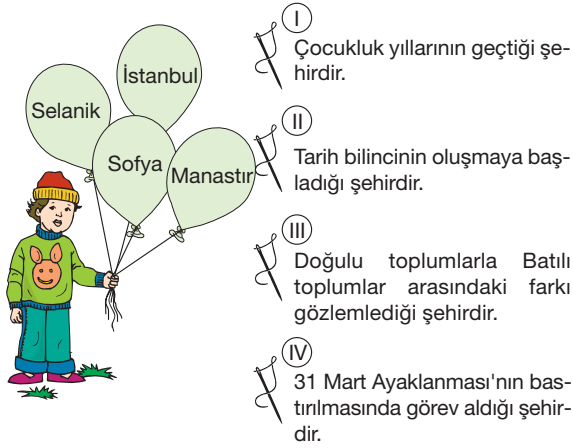 İstanbul
Selanik
Sofya
Manastır
I
Çocukluk yıllarının geçtiği şe-
hirdir.
II
Tarih bilincinin oluşmaya baş-
ladığı şehirdir.
III
Doğulu toplumlarla Batılı
toplumlar arasındaki farkı
gözlemlediği şehirdir.
IV
31 Mart Ayaklanması'nın bas-
tırılmasında görev aldığı şehir-
dir.